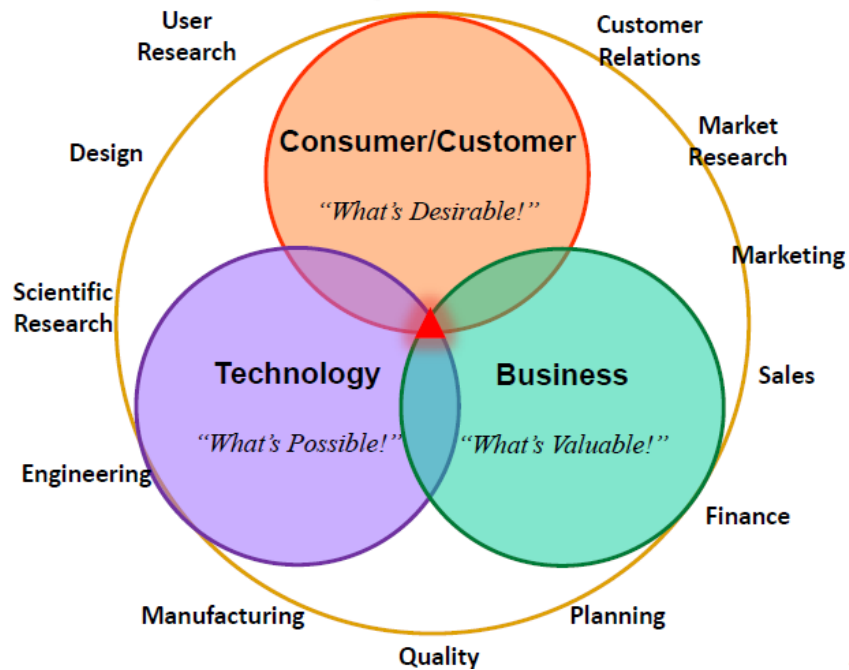 User
Research
Customer
Relations
Market
Research
Design
Consumer/Customer
“What’s Desirable!”
Marketing
Scientific
Research
Technology
Business
Sales
“What’s Possible!”
“What’s Valuable!”
Engineering
Finance
Manufacturing
Planning
Quality